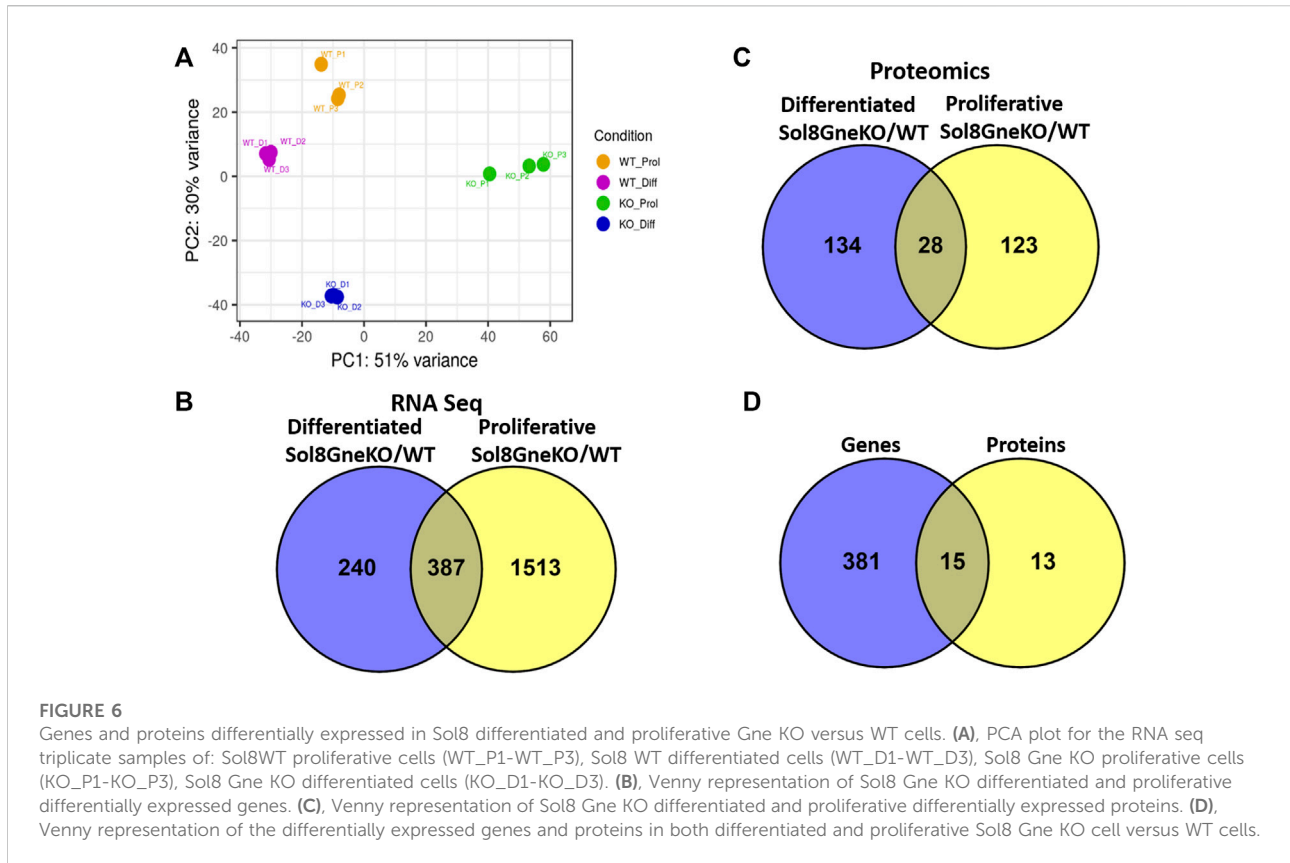 A
40
20
0
-20
-40
-40
-20
0
20
40
60
PC2: 30% variance
PC1: 51% variance
WT_P1
WT_P2
WT_P3
WT_D1
WT_D2
WT_D3
KO_P1
KO_P2
KO_P3
KO_D1
KO_D3
KO_D2
Condition
WT_Prol
WT_Diff
KO_Prol
KO_Diff
C
Proteomics
Differentiated Proliferative
Sol8GneKO/WT Sol8GneKO/WT
134 28 123
B
RNA Seq
Differentiated Proliferative
Sol8GneKO/WT Sol8GneKO/WT
240 387 1513
D
Genes Proteins
381 15 13
FIGURE 6
Genes and proteins differentially expressed in Sol8 differentiated and proliferative Gne KO versus WT cells. (A), PCA plot for the RNA seq
triplicate samples of: Sol8WT proliferative cells (WT_P1-WT_P3), Sol8 WT differentiated cells (WT_D1-WT_D3), Sol8 Gne KO proliferative cells
(KO_P1-KO_P3), Sol8 Gne KO differentiated cells (KO_D1-KO_D3). (B), Venny representation of Sol8 Gne KO differentiated and proliferative
differentially expressed genes. (C), Venny representation of Sol8 Gne KO differentiated and proliferative differentially expressed proteins. (D),
Venny representation of the differentially expressed genes and proteins in both differentiated and proliferative Sol8 Gne KO cell versus WT cells.